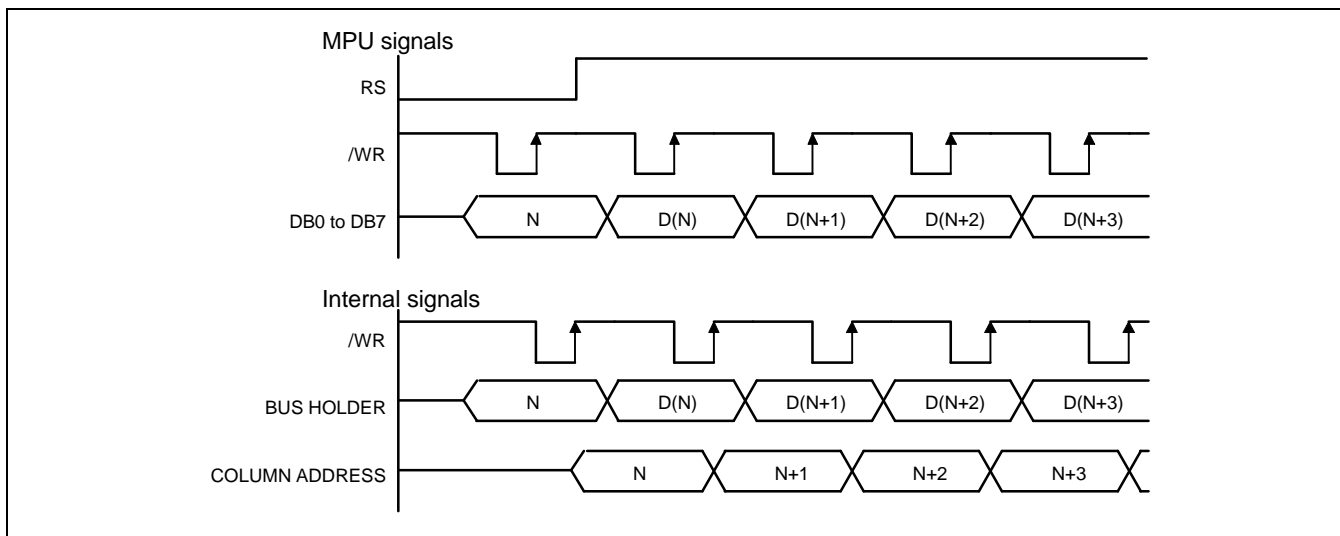 MPU signals
RS
/WR
DB0 to DB7 N D(N) D(N+1) D(N+2) D(N+3)
Internal signals
/WR
BUS HOLDER N D(N) D(N+1) D(N+2) D(N+3)
COLUMN ADDRESS N N+1 N+2 N+3